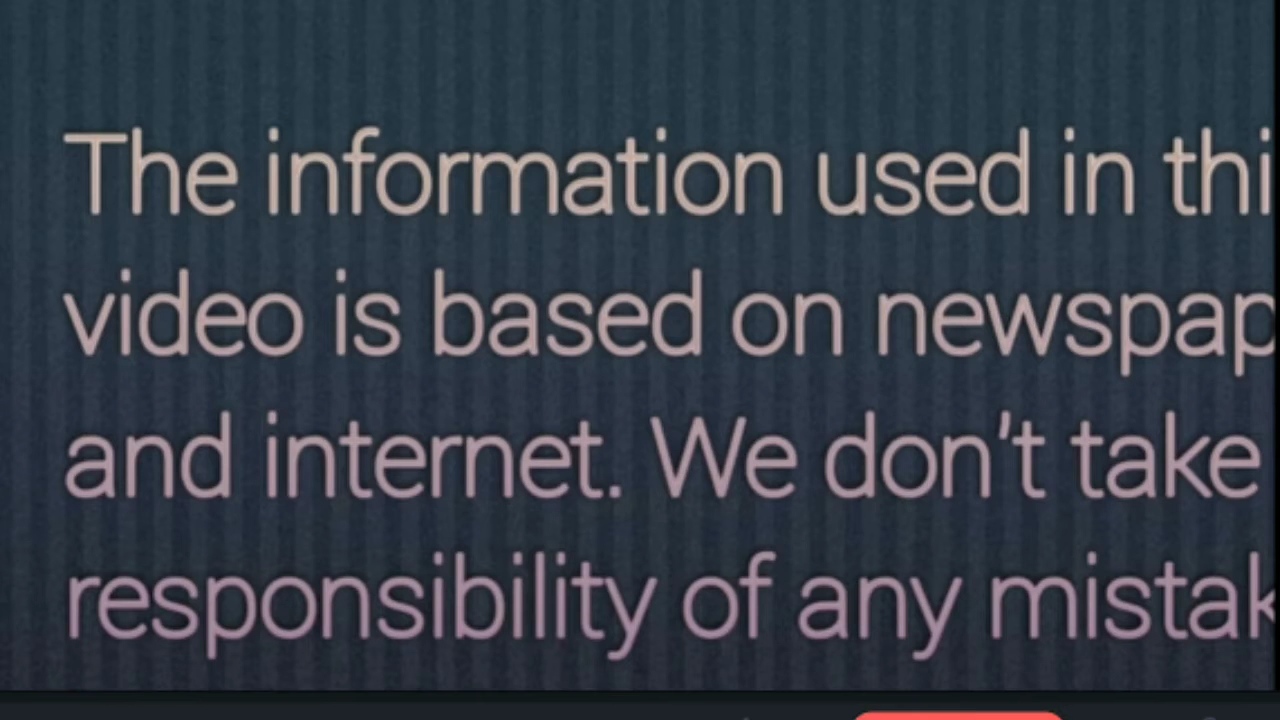 The information used in thi
video is based on newspap
and internet. We don't take
responsibility of any mistak